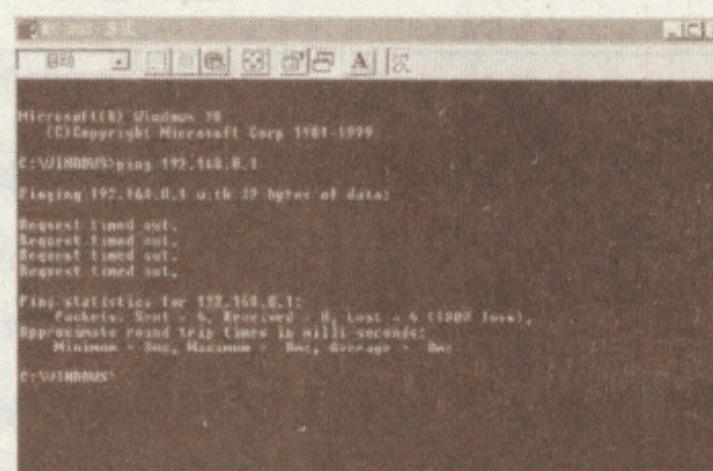 自动
A
Microsoft(R) Windows 98
(C)Copyright Microsoft Corp 1981-1999.
C:\WINDOWS>ping 192.168.0.1
Pinging 192.168.0.1 with 32 bytes of data:
Request timed out.
Request timed out.
Request timed out.
Request timed out.
Ping statistics for 192.168.0.1:
Packets: Sent = 4, Received = 0, Lost = 4 (100% loss),
Approximate round trip times in milli-seconds:
Minimum = 0ms, Maximum = 0ms, Average = 0ms
C:\WINDOWS>